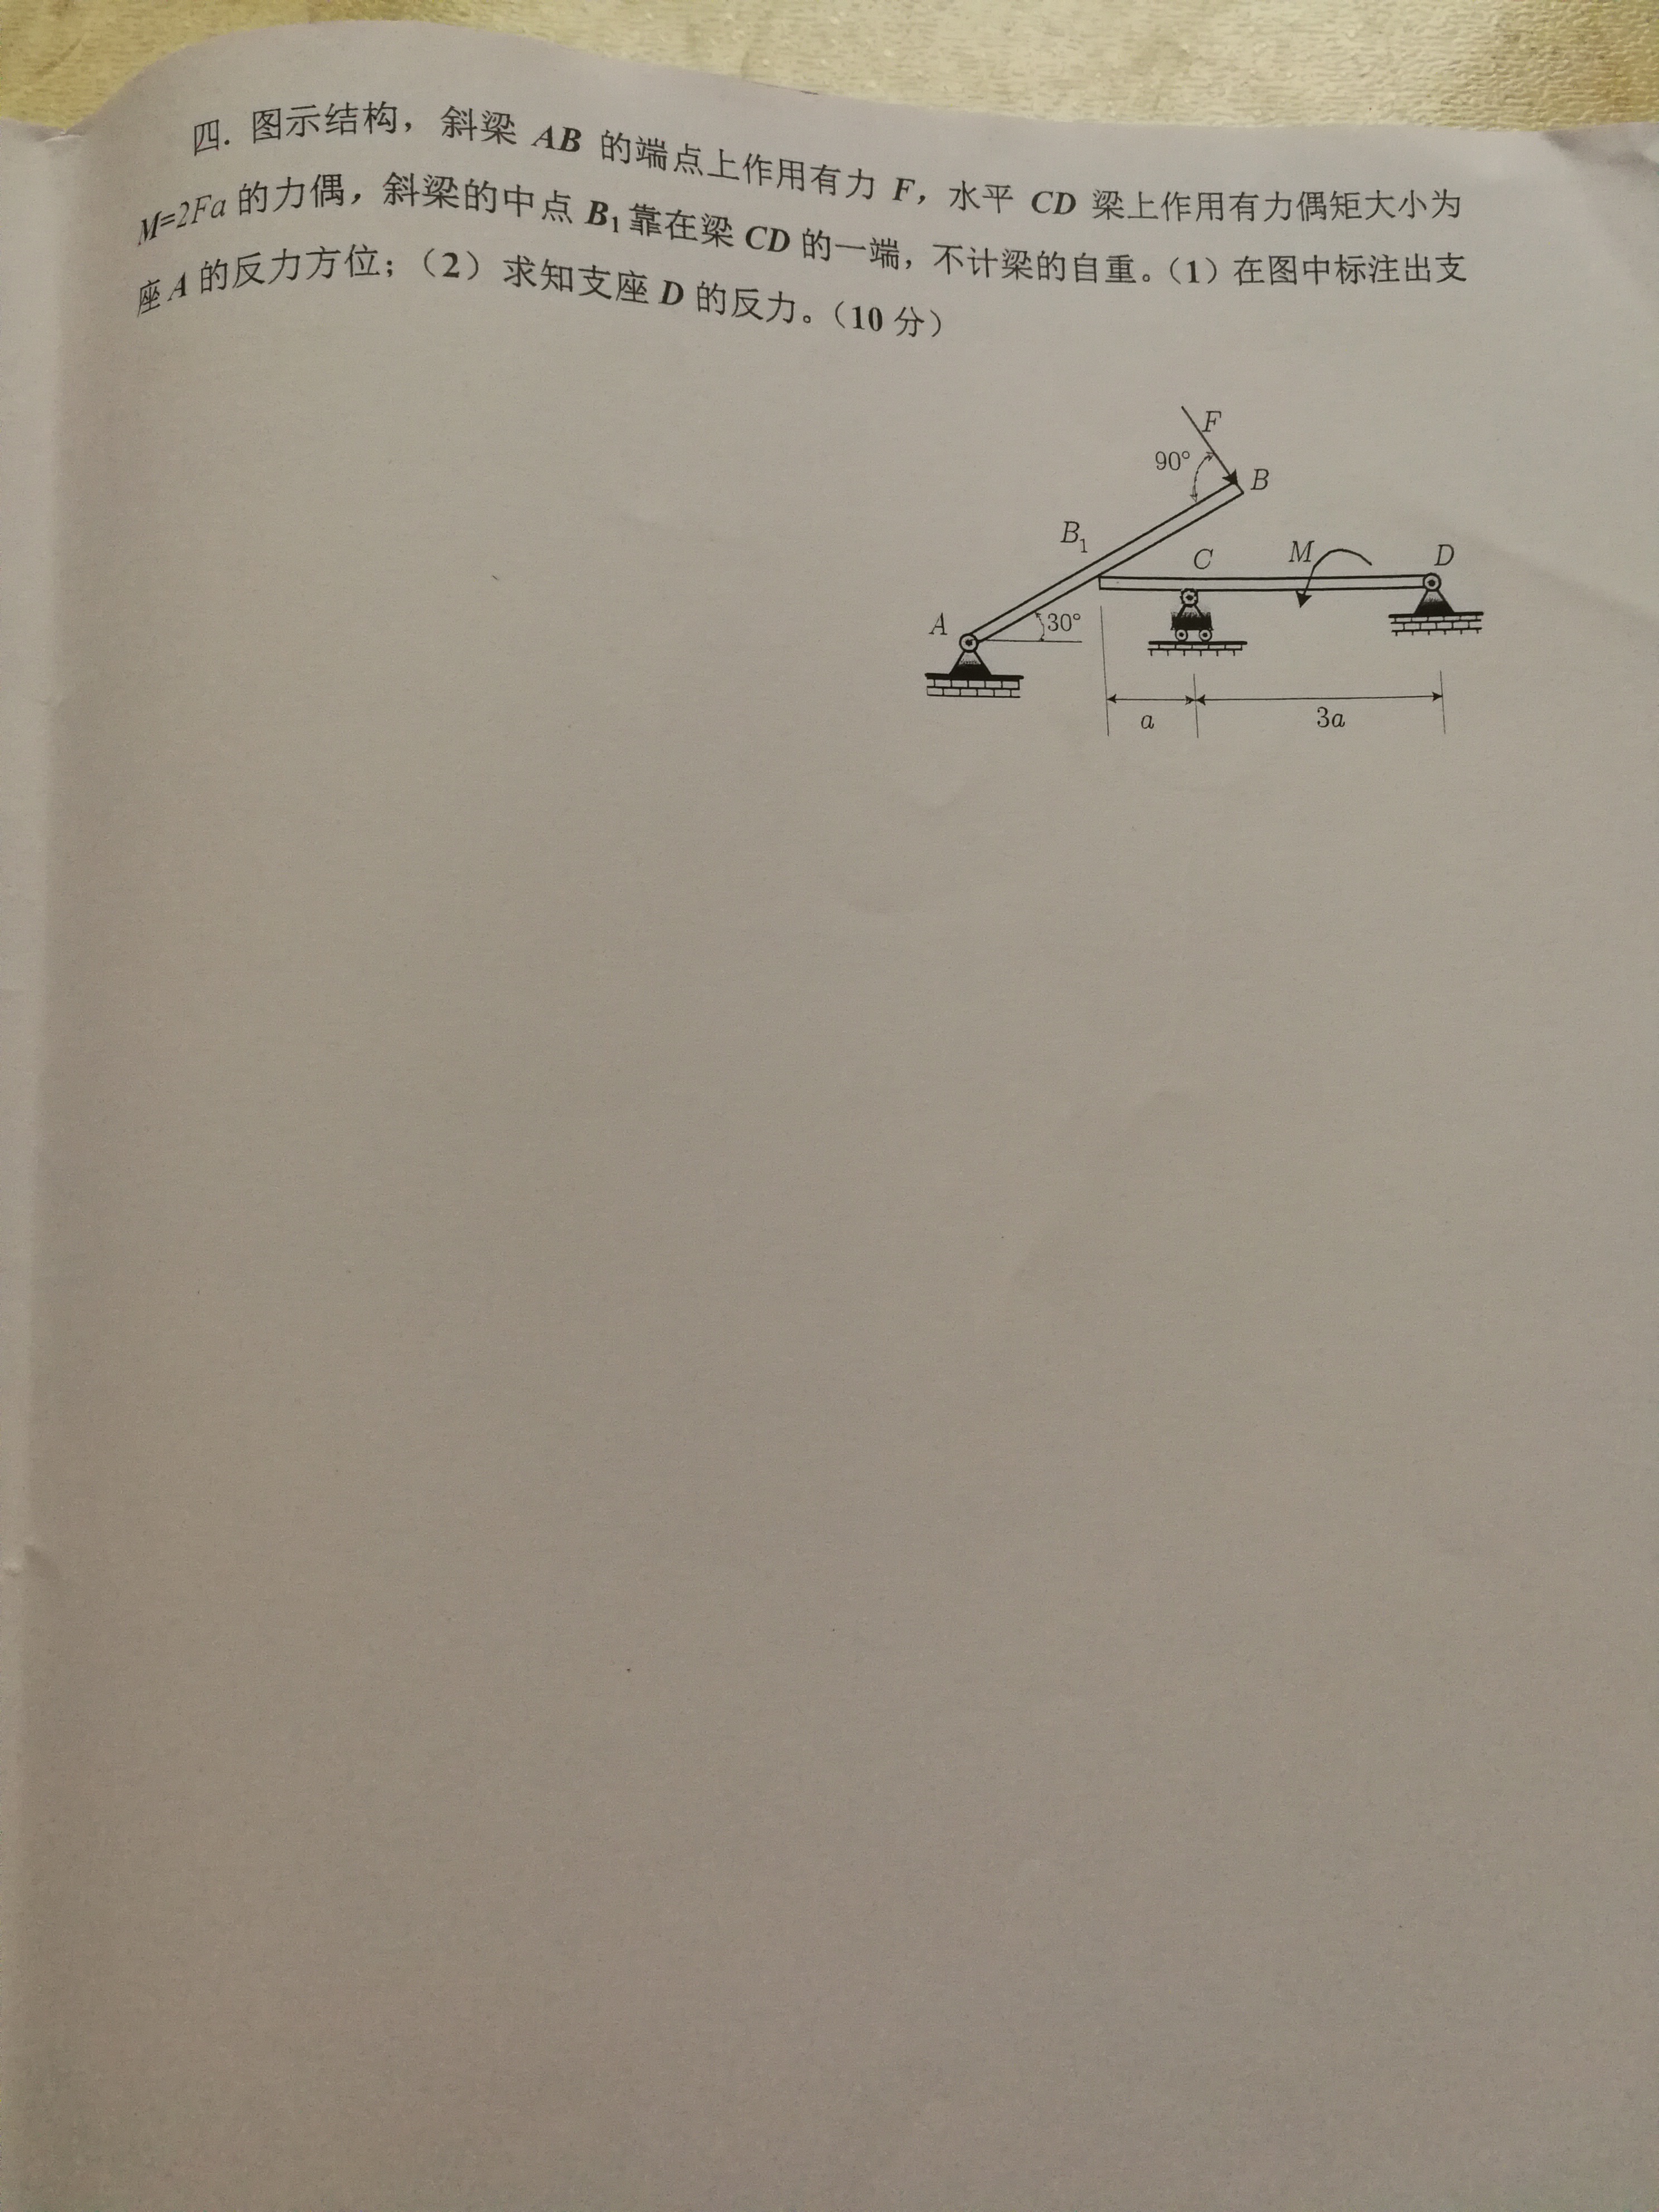 四. 图示结构，斜梁 AB 的端点上作用有力 F，水平 CD 梁上作用有力偶矩大小为
M=2Fa 的力偶，斜梁的中点 B₁ 靠在梁 CD 的一端，不计梁的自重。（1）在图中标注出支
座 A 的反力方位；（2）求知支座 D 的反力。（10 分）
F
90°
B
B₁
C
M
D
A
30°
a
3a